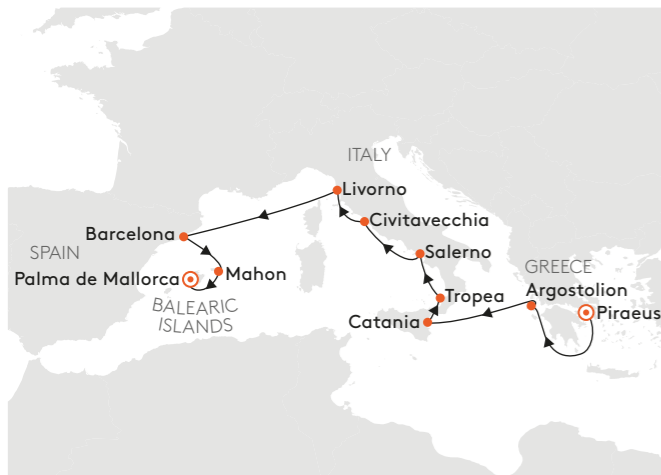 ITALY
Livorno
Civitavecchia
Barcelona
SPAIN
Salerno
GREECE
Palma de Mallorca
Mahon
Argostolion
Tropea
BALEARIC
ISLANDS
Catania
Piraeus